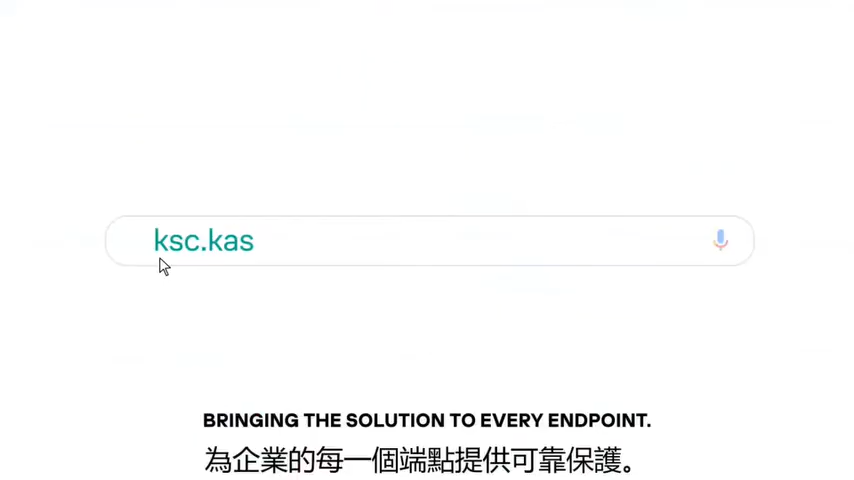 ksc.kas
BRINGING THE SOLUTION TO EVERY ENDPOINT.
為企業的每一個端點提供可靠保護。